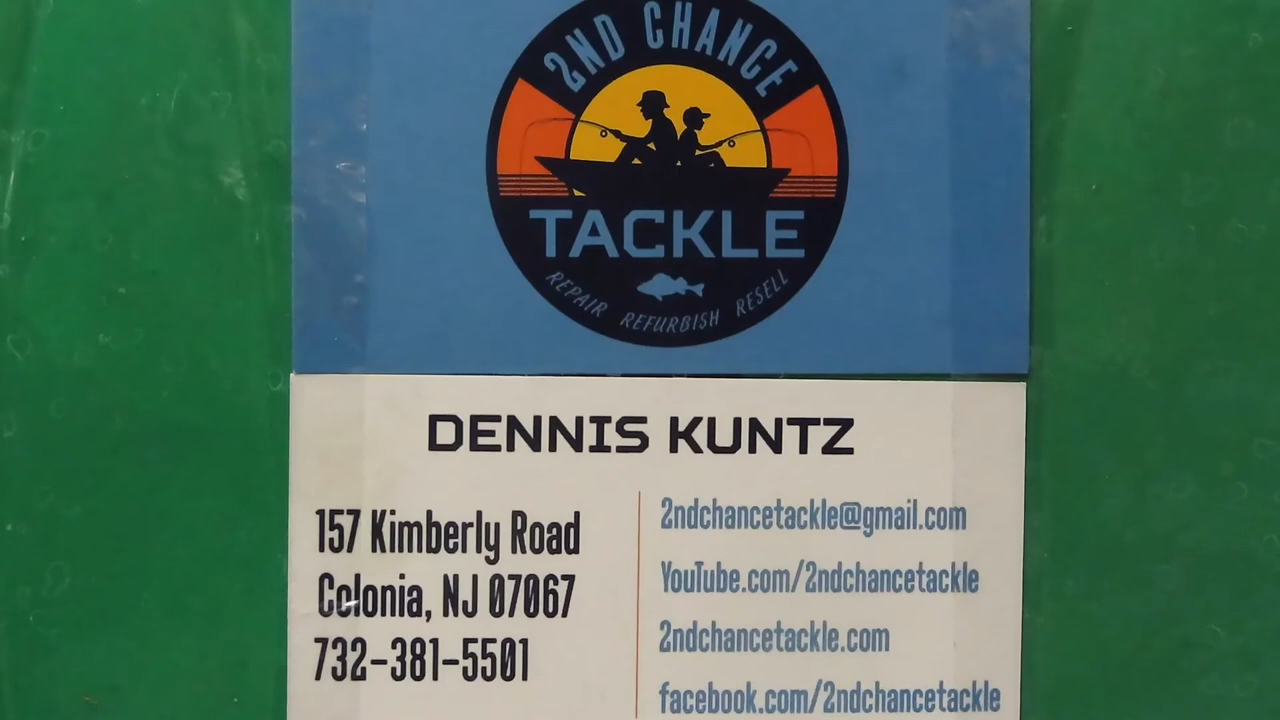 2ND CHANCE
TACKLE
REPAIR REFURBISH RESELL
DENNIS KUNTZ
157 Kimberly Road
Colonia, NJ 07067
732-381-5501
2ndchancetackle@gmail.com
YouTube.com/2ndchancetackle
2ndchancetackle.com
facebook.com/2ndchancetackle